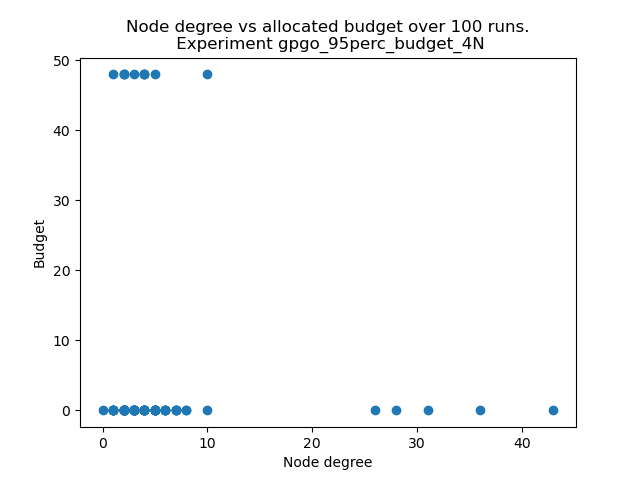 Node degree vs allocated budget over 100 runs.
Experiment gpgo_95perc_budget_4N
50
40
30
20
10
0
Budget
0 10 20 30 40
Node degree